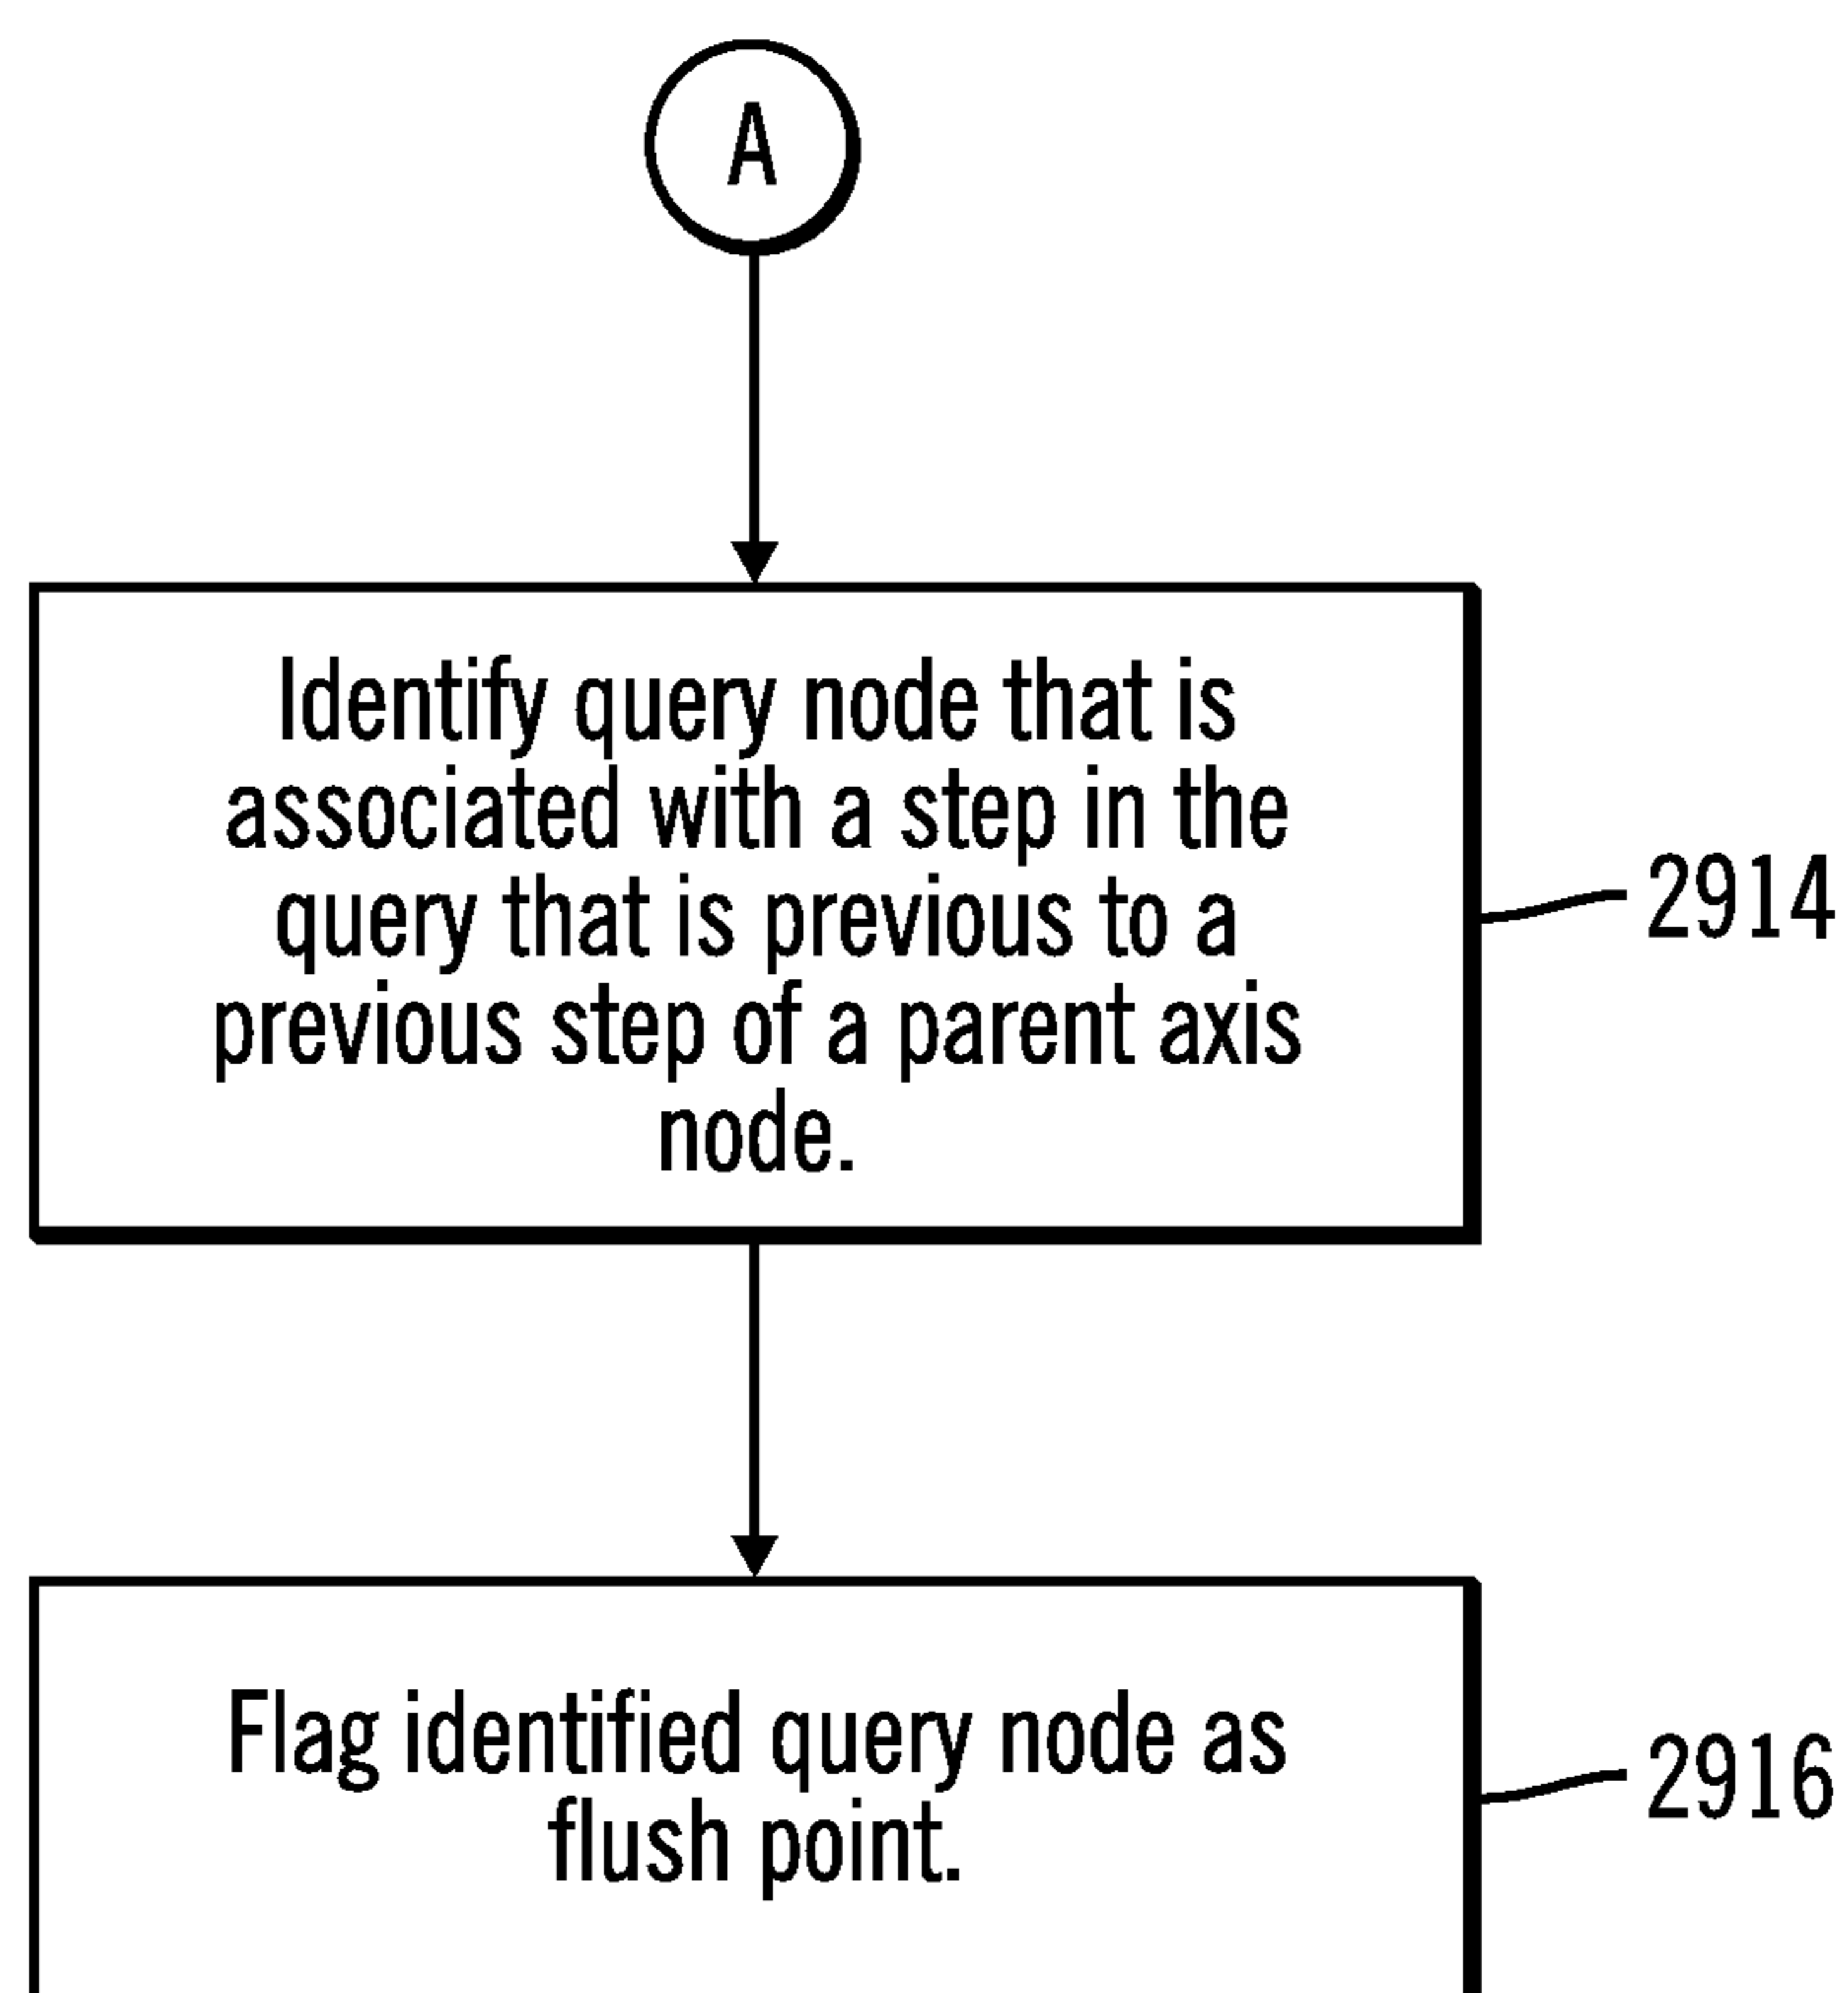 A
Identify query node that is
associated with a step in the
query that is previous to a
previous step of a parent axis
node.
2914
Flag identified query node as
flush point.
2916